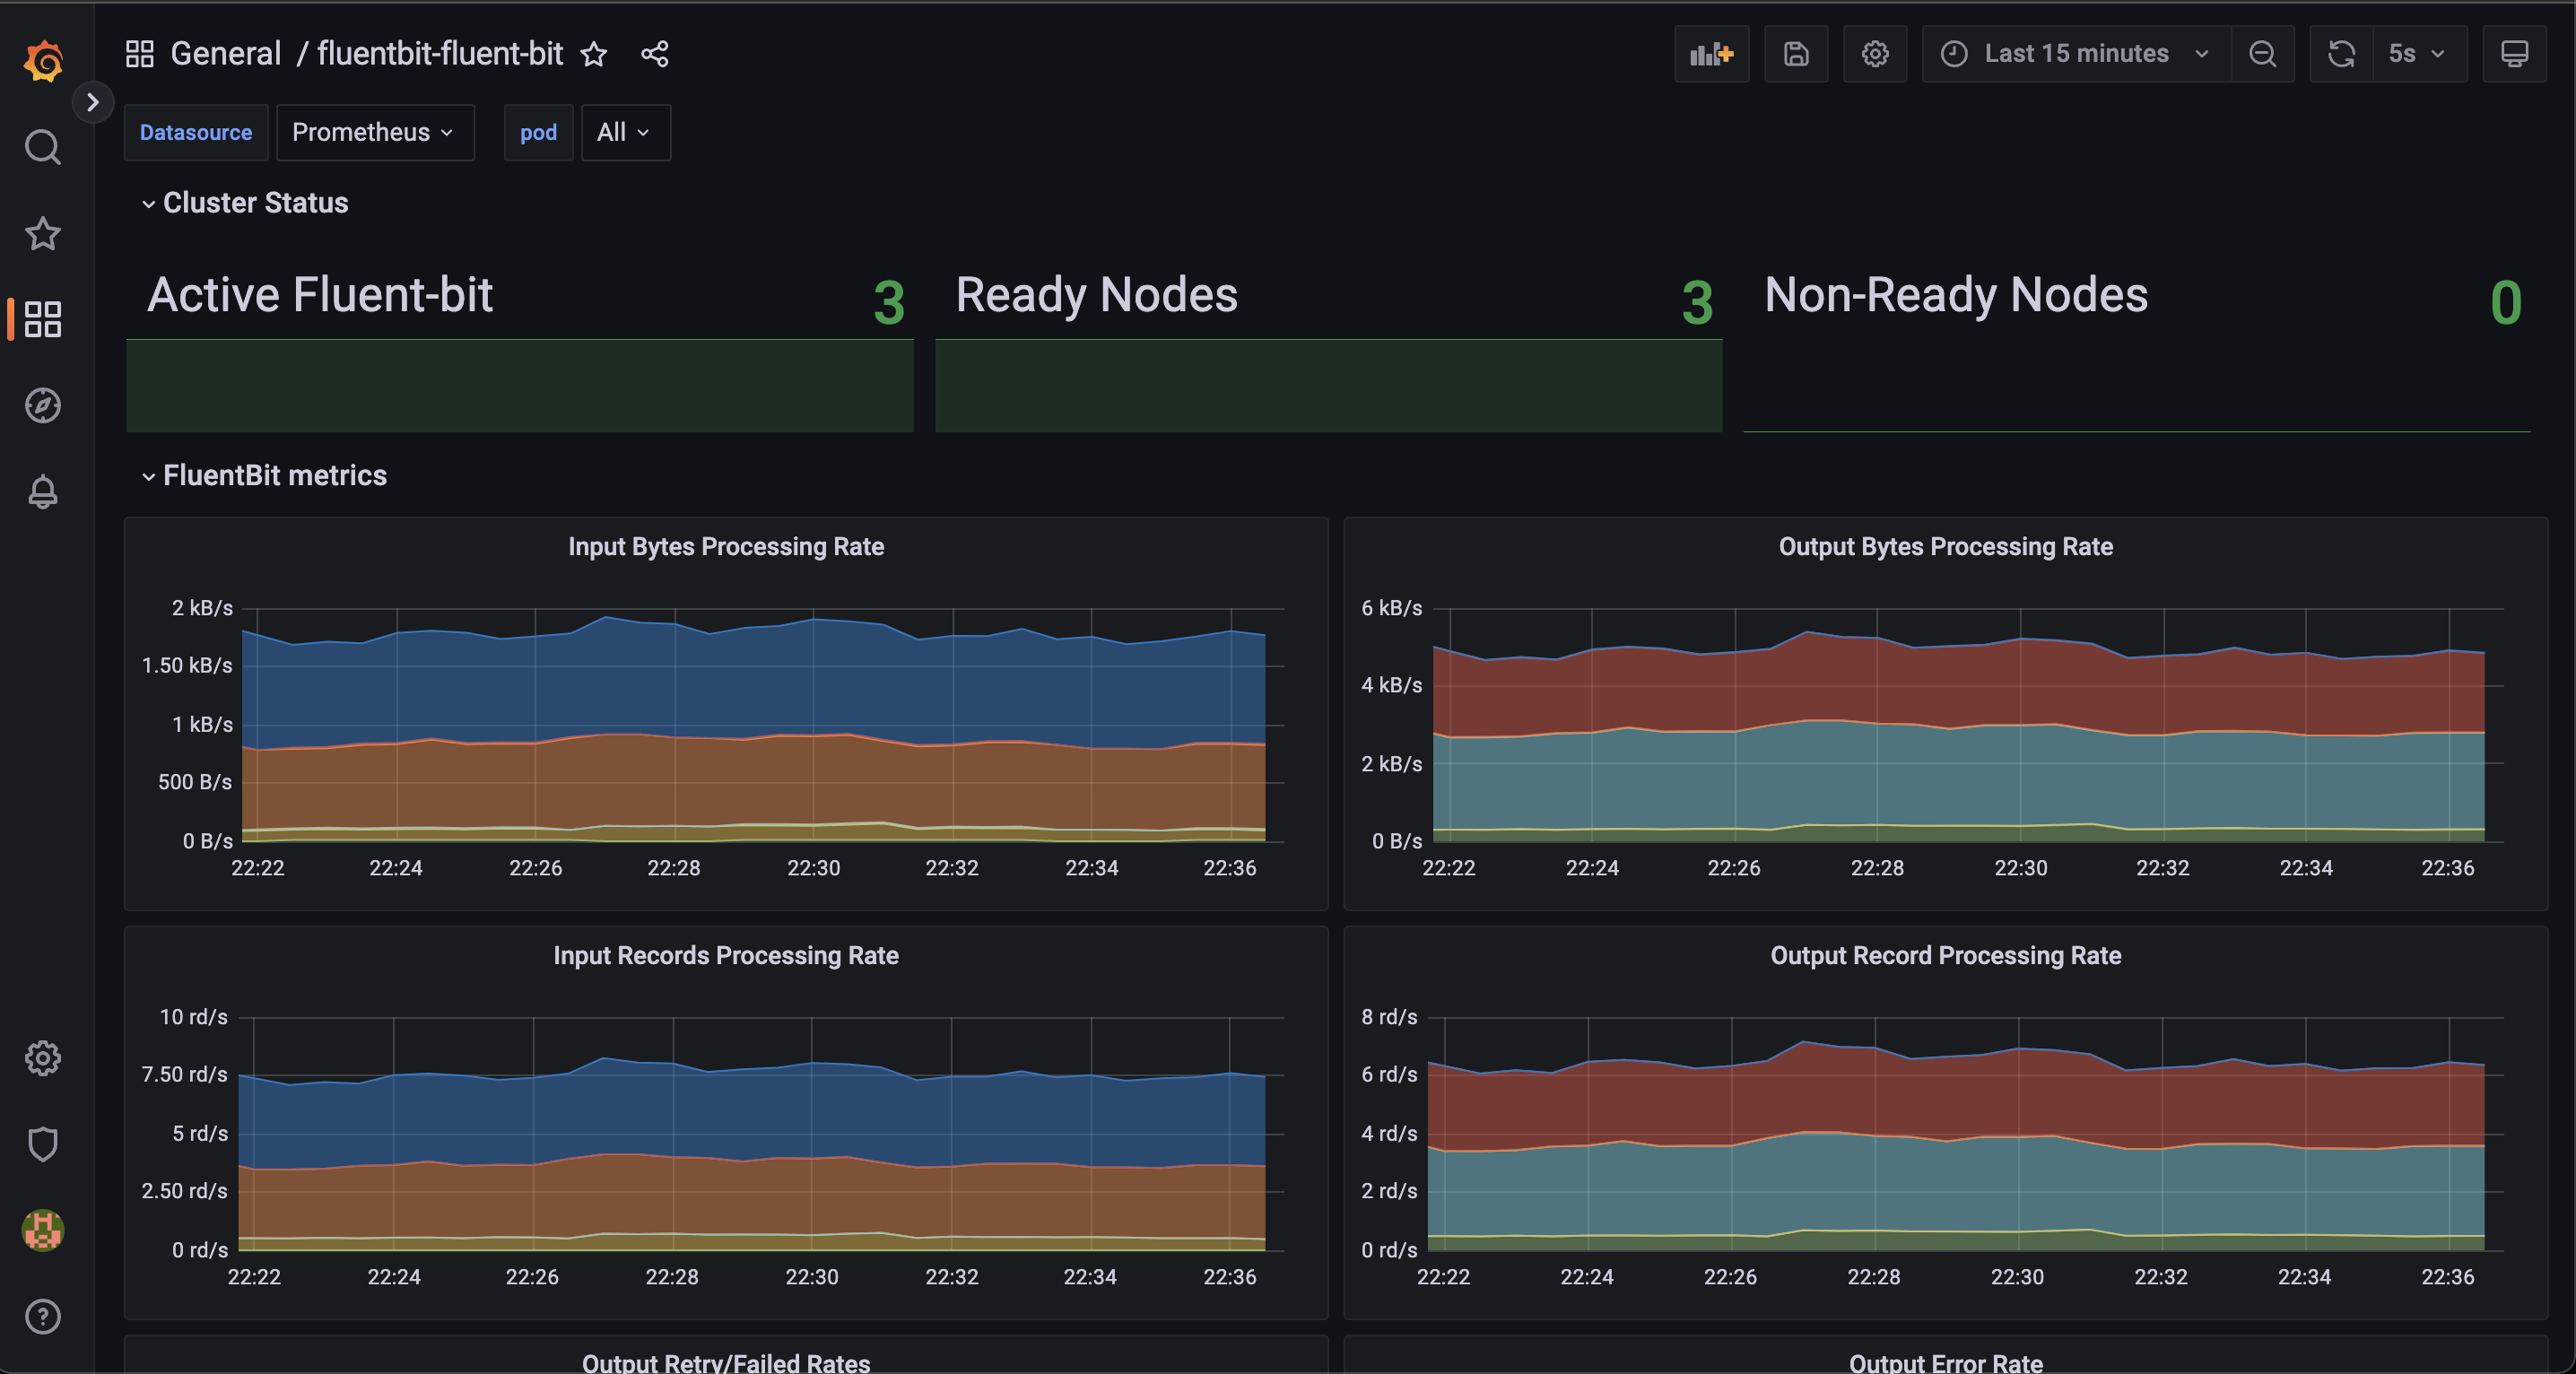 General / fluentbit-fluent-bit
Last 15 minutes
5s
Datasource Prometheus pod All
Cluster Status
Active Fluent-bit 3
Ready Nodes 3
Non-Ready Nodes 0
FluentBit metrics
Input Bytes Processing Rate
2 kB/s
1.50 kB/s
1 kB/s
500 B/s
0 B/s
22:22 22:24 22:26 22:28 22:30 22:32 22:34 22:36
Output Bytes Processing Rate
6 kB/s
4 kB/s
2 kB/s
0 B/s
22:22 22:24 22:26 22:28 22:30 22:32 22:34 22:36
Input Records Processing Rate
10 rd/s
7.50 rd/s
5 rd/s
2.50 rd/s
0 rd/s
22:22 22:24 22:26 22:28 22:30 22:32 22:34 22:36
Output Record Processing Rate
8 rd/s
6 rd/s
4 rd/s
2 rd/s
0 rd/s
22:22 22:24 22:26 22:28 22:30 22:32 22:34 22:36
Output Retry/Failed Rates
Output Error Rate